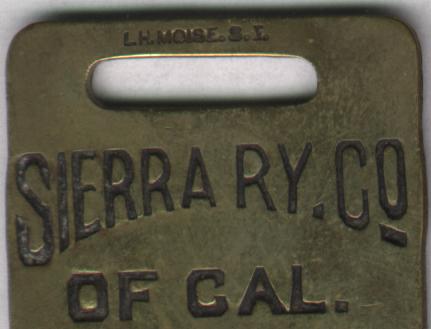 L.H.MOISE.S.F.
SIERRA RY.CO
OF CAL.